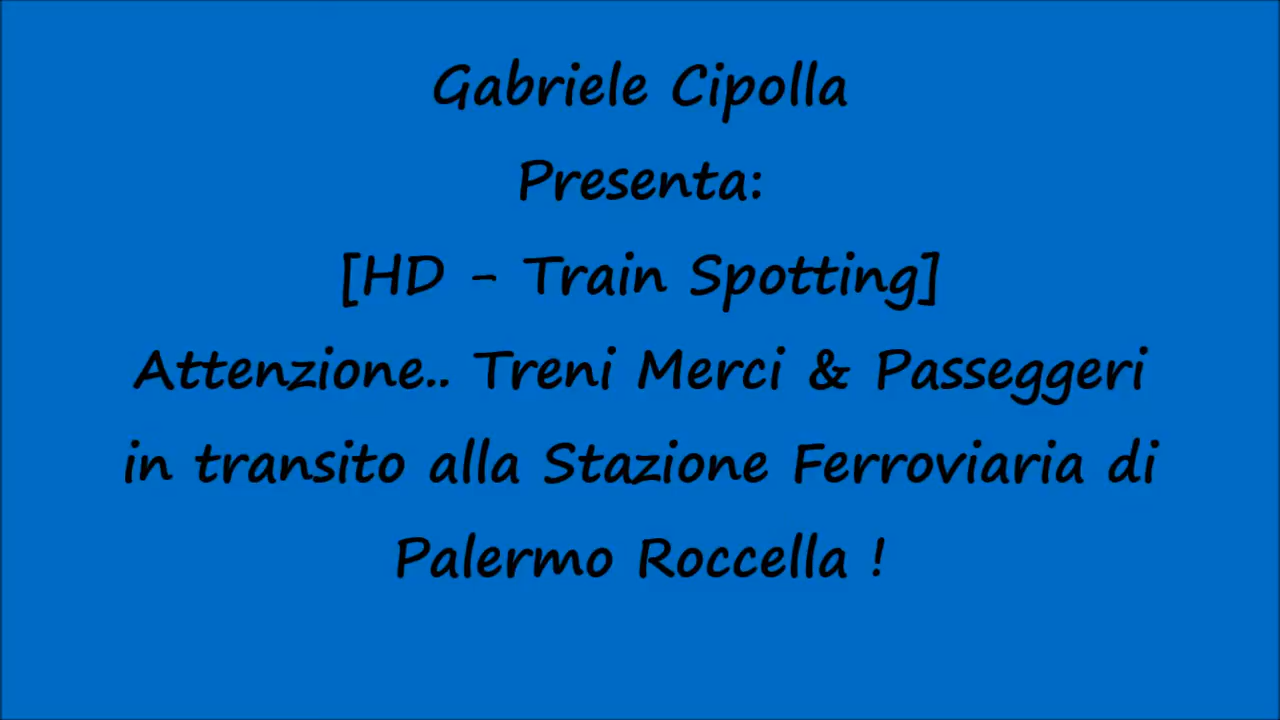 Gabriele Cipolla
Presenta:
[HD - Train Spotting]
Attenzione.. Treni Merci & Passeggeri
in transito alla Stazione Ferroviaria di
Palermo Roccella !